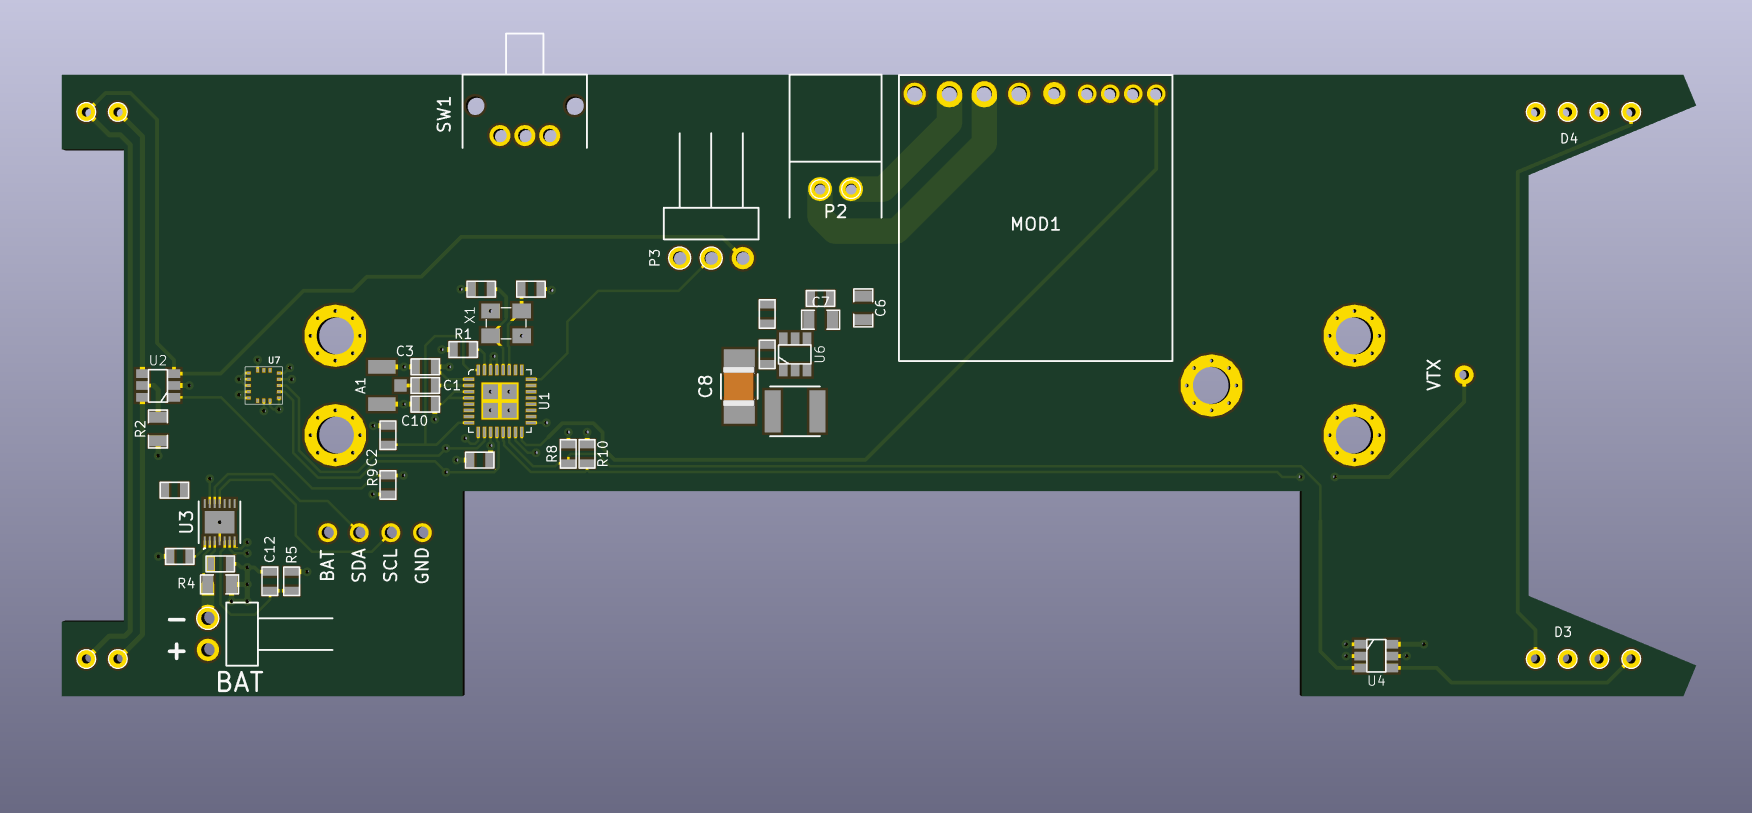 SW1
D4
P2
MOD1
P3
C7
C6
X1
R1
U2
U7
C3
U6
VTX
A1
C1
C8
U1
C10
R2
R8
R10
C2
R9
U3
C12
R5
BAT
SDA
SCL
GND
R4
-
+
D3
BAT
U4